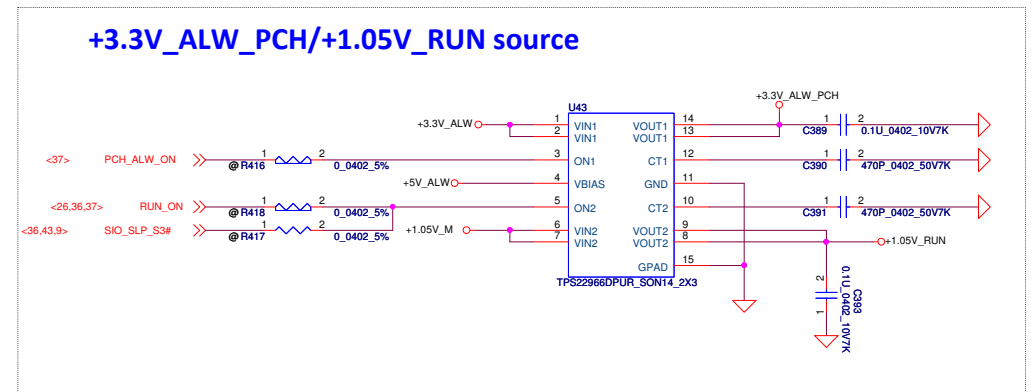 +3.3V_ALW_PCH/+1.05V_RUN source
+3.3V_ALW_PCH
U43
+3.3V_ALW 1 VIN1 VOUT1 14 1 2
2 VIN1 VOUT1 13 C389 0.1U_0402_10V7K
<37> PCH_ALW_ON 1 2 3 ON1 CT1 12 1 2
@ R416 0_0402_5% C390 470P_0402_50V7K
+5V_ALW 4 VBIAS GND 11
<26,36,37> RUN_ON 1 2 5 ON2 CT2 10 1 2
@ R418 0_0402_5% C391 470P_0402_50V7K
<36,43,9> SIO_SLP_S3# 1 2 +1.05V_M 6 VIN2 VOUT2 9
@ R417 0_0402_5% 7 VIN2 VOUT2 8 +1.05V_RUN
GPAD 15
TPS22966DPUR_SON14_2X3
2
1
C393
0.1U_0402_10V7K